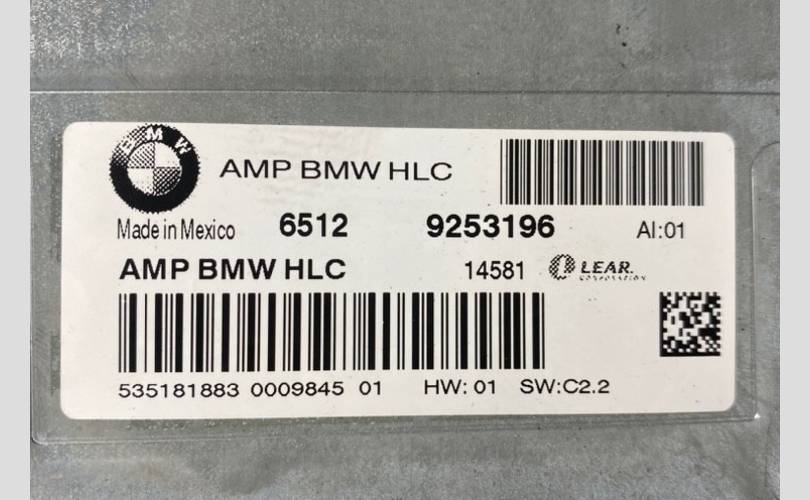 BMW
AMP BMW HLC
Made in Mexico 6512 9253196 AI:01
AMP BMW HLC 14581 LEAR.
CORPORATION
535181883 0009845 01 HW: 01 SW:C2.2